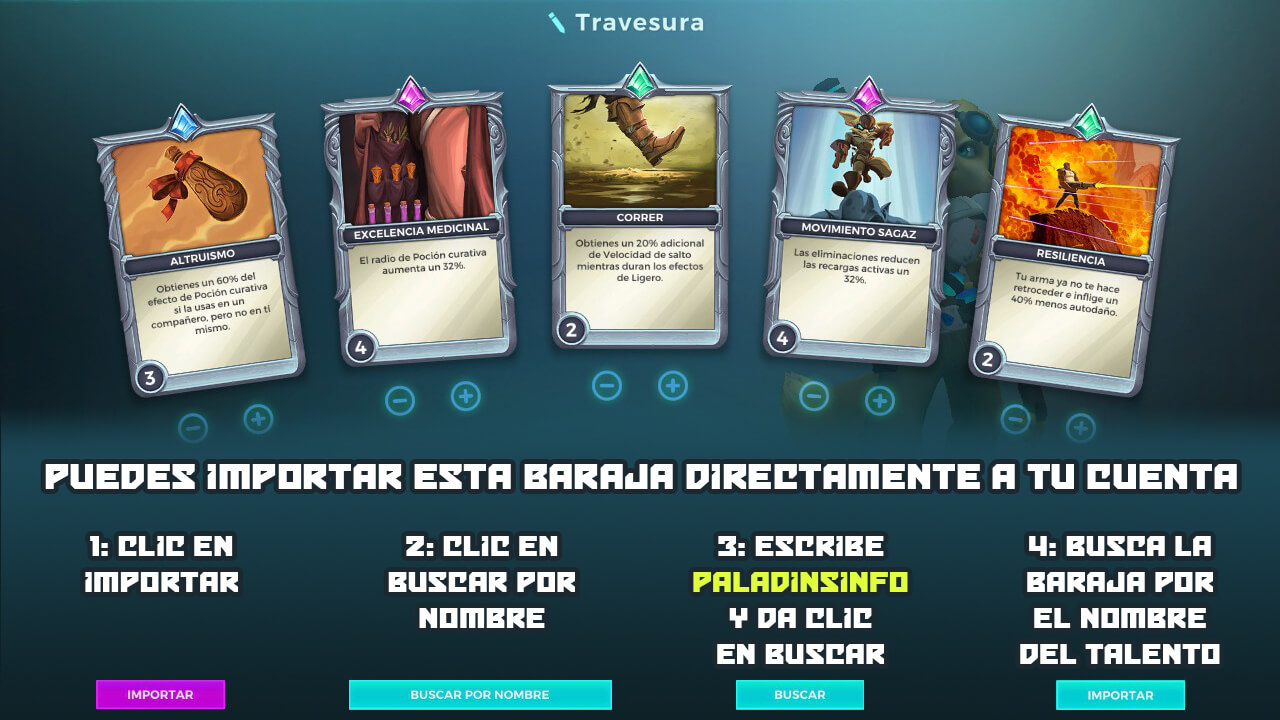 Travesura
ALTRUISMO
Obtienes un 60% del
efecto de Poción curativa
si la usas en un
compañero, pero no en ti
mismo.
3
EXCELENCIA MEDICINAL
El radio de Poción curativa
aumenta un 32%.
4
CORRER
Obtienes un 20% adicional
de Velocidad de salto
mientras duran los efectos
de Ligero.
2
MOVIMIENTO SAGAZ
Las eliminaciones reducen
las recargas activas un
32%.
4
RESILIENCIA
Tu arma ya no te hace
retroceder e inflige un
40% menos autodaño.
2
PUEDES IMPORTAR ESTA BARAJA DIRECTAMENTE A TU CUENTA
1: CLIC EN
IMPORTAR
IMPORTAR
2: CLIC EN
BUSCAR POR
NOMBRE
BUSCAR POR NOMBRE
3: ESCRIBE
PALADINSINFO
Y DA CLIC
EN BUSCAR
BUSCAR
4: BUSCA LA
BARAJA POR
EL NOMBRE
DEL TALENTO
IMPORTAR